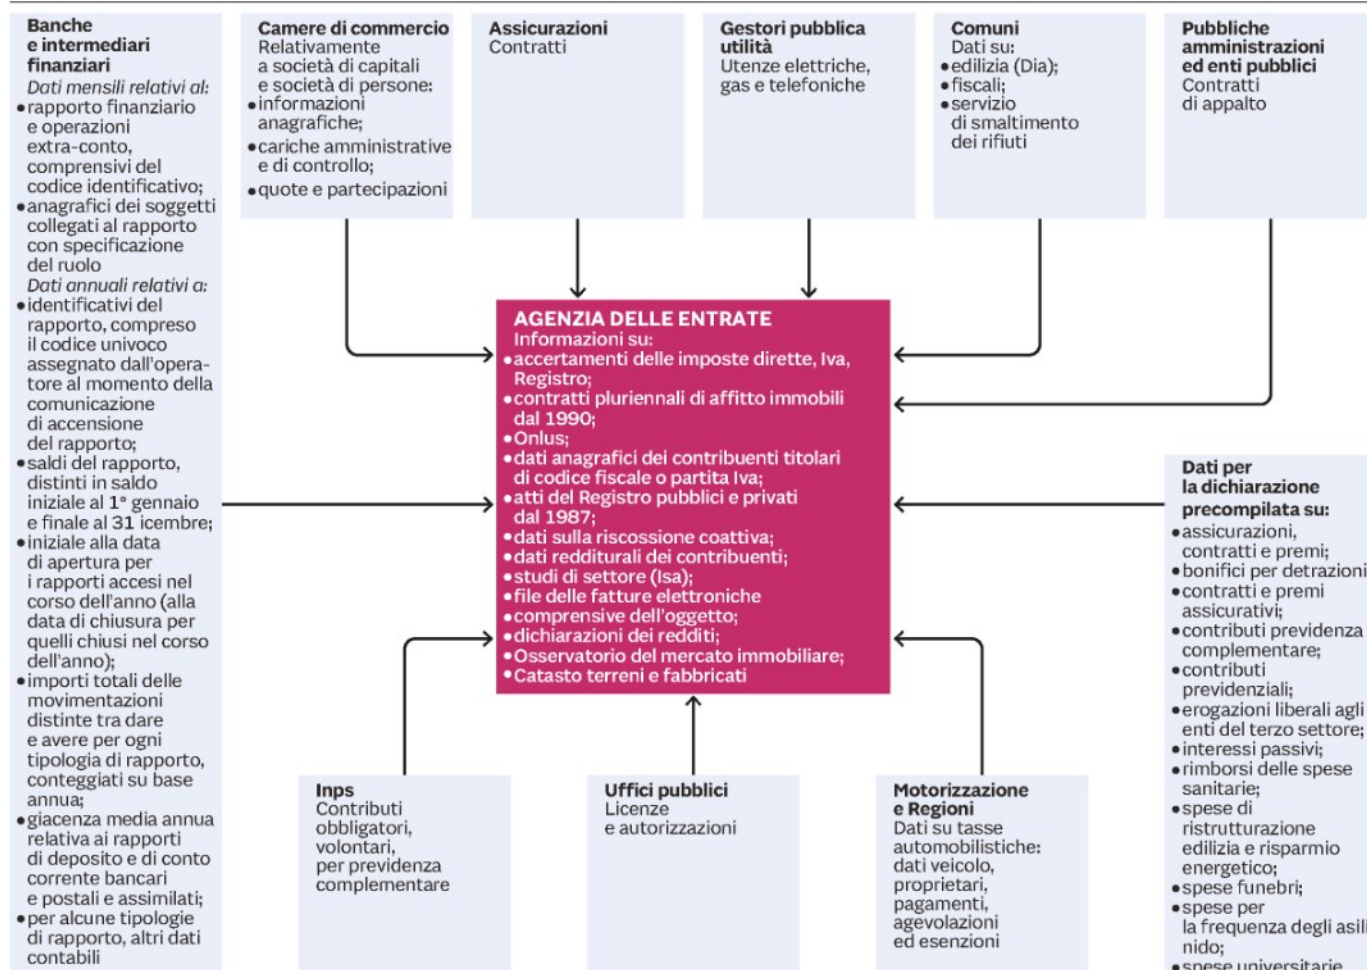 Banche
e intermediari
finanziari
Dati mensili relativi al:
•rapporto finanziario
e operazioni
extra-conto,
comprensivi del
codice identificativo;
•anagrafici dei soggetti
collegati al rapporto
con specificazione
del ruolo
Dati annuali relativi a:
•identificativi del
rapporto, compreso
il codice univoco
assegnato dall'opera-
tore al momento della
comunicazione
di accensione
del rapporto;
•saldi del rapporto,
distinti in saldo
iniziale al 1° gennaio
e finale al 31 icembre;
•iniziale alla data
di apertura per
i rapporti accesi nel
corso dell'anno (alla
data di chiusura per
quelli chiusi nel corso
dell'anno);
•importi totali delle
movimentazioni
distinte tra dare
e avere per ogni
tipologia di rapporto,
conteggiati su base
annua;
•giacenza media annua
relativa ai rapporti
di deposito e di conto
corrente bancari
e postali e assimilati;
•per alcune tipologie
di rapporto, altri dati
contabili
Camere di commercio
Relativamente
a società di capitali
e società di persone:
•informazioni
anagrafiche;
•cariche amministrative
e di controllo;
•quote e partecipazioni
Assicurazioni
Contratti
Gestori pubblica
utilità
Utenze elettriche,
gas e telefoniche
Comuni
Dati su:
•edilizia (Dia);
•fiscali;
•servizio
di smaltimento
dei rifiuti
Pubbliche
amministrazioni
ed enti pubblici
Contratti
di appalto
AGENZIA DELLE ENTRATE
Informazioni su:
•accertamenti delle imposte dirette, Iva,
Registro;
•contratti pluriennali di affitto immobili
dal 1990;
•Onlus;
•dati anagrafici dei contribuenti titolari
di codice fiscale o partita Iva;
•atti del Registro pubblici e privati
dal 1987;
•dati sulla riscossione coattiva;
•dati redditurali dei contribuenti;
•studi di settore (Isa);
•file delle fatture elettroniche
•comprensive dell'oggetto;
•dichiarazioni dei redditi;
•Osservatorio del mercato immobiliare;
•Catasto terreni e fabbricati
Dati per
la dichiarazione
precompilata su:
•assicurazioni,
contratti e premi;
•bonifici per detrazioni
•contratti e premi
assicurativi;
•contributi previdenza
complementare;
•contributi
previdenziali;
•erogazioni liberali agli
enti del terzo settore;
•interessi passivi;
•rimborsi delle spese
sanitarie;
•spese di
ristrutturazione
edilizia e risparmio
energetico;
•spese funebri;
•spese per
la frequenza degli asili
nido;
•spese universitarie
Inps
Contributi
obbligatori,
volontari,
per previdenza
complementare
Uffici pubblici
Licenze
e autorizzazioni
Motorizzazione
e Regioni
Dati su tasse
automobilistiche:
dati veicolo,
proprietari,
pagamenti,
agevolazioni
ed esenzioni